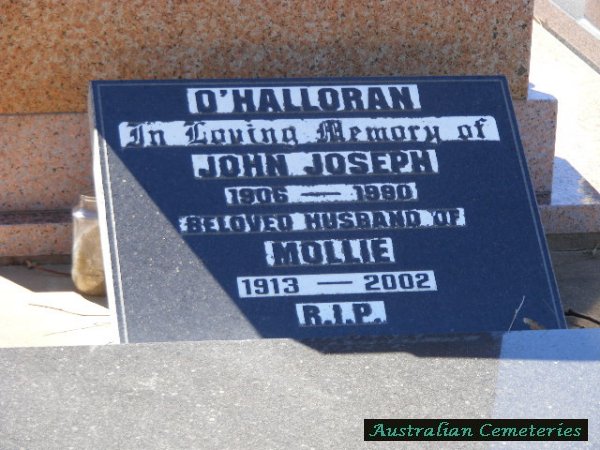 O'HALLORAN
In Loving Memory of
JOHN JOSEPH
1906 — 1990
BELOVED HUSBAND OF
MOLLIE
1913 — 2002
R.I.P.
Australian Cemeteries